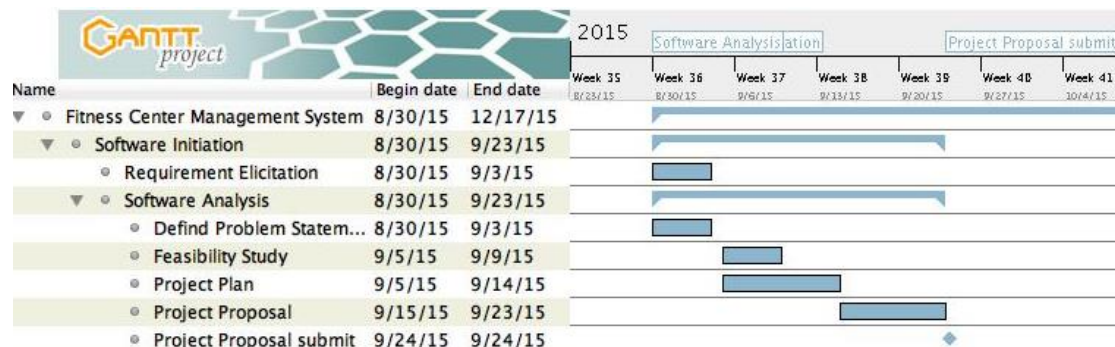 GANTT
project
2015
Software Analysis ation
Project Proposal submit
Week 35 Week 36 Week 37 Week 38 Week 39 Week 40 Week 41
8/23/15 8/30/15 9/6/15 9/13/15 9/20/15 9/27/15 10/4/15
Name Begin date End date
Fitness Center Management System 8/30/15 12/17/15
Software Initiation 8/30/15 9/23/15
Requirement Elicitation 8/30/15 9/3/15
Software Analysis 8/30/15 9/23/15
Defind Problem Statem... 8/30/15 9/3/15
Feasibility Study 9/5/15 9/9/15
Project Plan 9/5/15 9/14/15
Project Proposal 9/15/15 9/23/15
Project Proposal submit 9/24/15 9/24/15